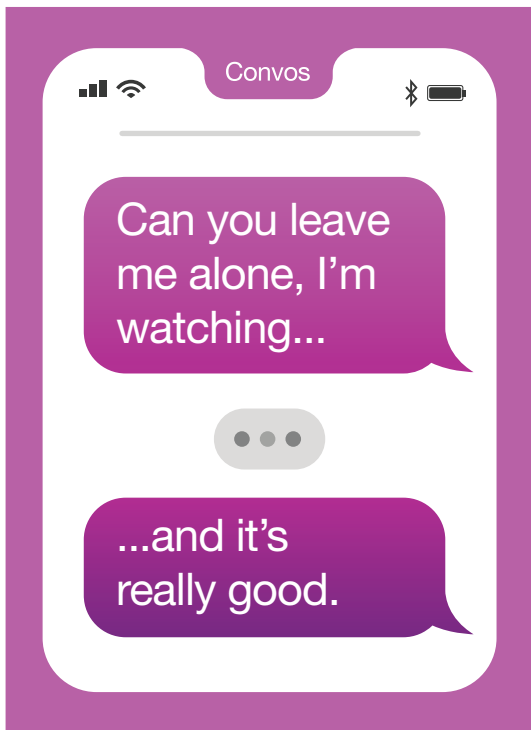 Convos
Can you leave
me alone, I’m
watching...
...and it’s
really good.